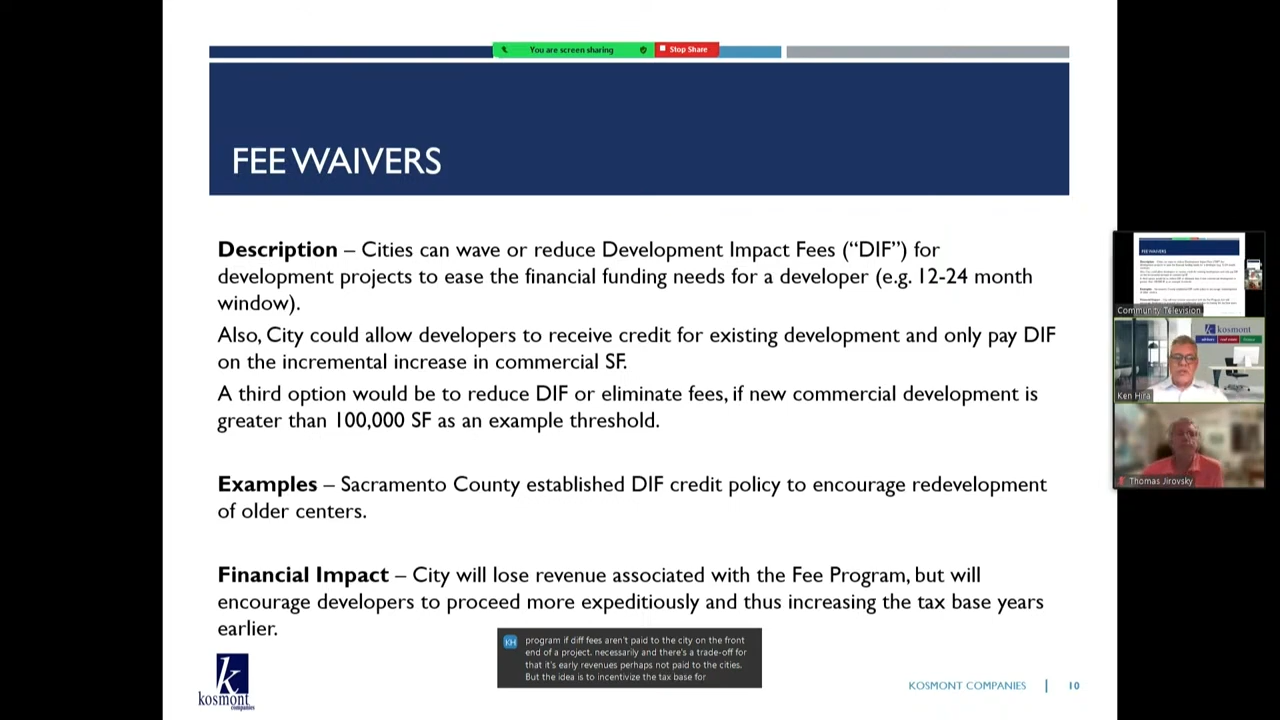 You are screen sharing
Stop Share
FEE WAIVERS
Description – Cities can wave or reduce Development Impact Fees (“DIF”) for
development projects to ease the financial funding needs for a developer (e.g. 12-24 month
window).
Also, City could allow developers to receive credit for existing development and only pay DIF
on the incremental increase in commercial SF.
A third option would be to reduce DIF or eliminate fees, if new commercial development is
greater than 100,000 SF as an example threshold.
Examples – Sacramento County established DIF credit policy to encourage redevelopment
of older centers.
Financial Impact – City will lose revenue associated with the Fee Program, but will
encourage developers to proceed more expeditiously and thus increasing the tax base years
earlier.
KH
program if diff fees aren't paid to the city on the front
end of a project. necessarily and there's a trade-off for
that it's early revenues perhaps not paid to the cities.
But the idea is to incentivize the tax base for
k
kosmont
companies
KOSMONT COMPANIES | 10
FEE WAIVERS
Community Television
kosmont
Ken Hira
Thomas Jirovsky